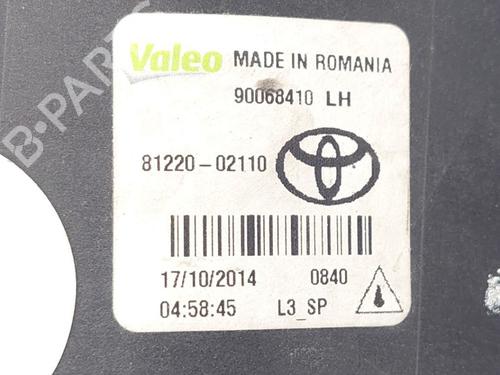 B-PARTS
Valeo MADE IN ROMANIA
90068410 LH
81220-02110
17/10/2014 0840
04:58:45 L3_SP